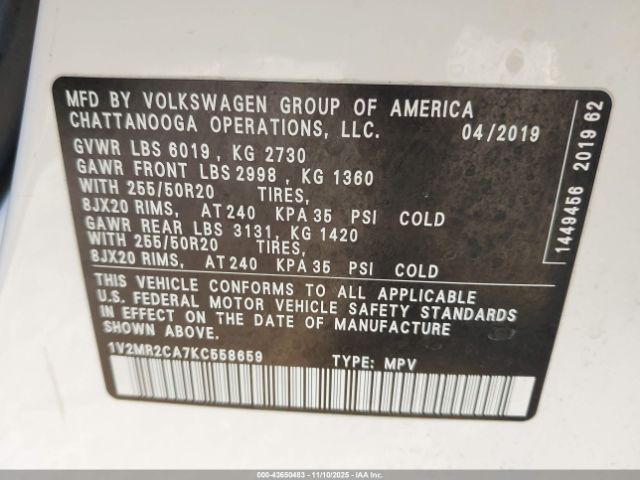 MFD BY VOLKSWAGEN GROUP OF AMERICA
CHATTANOOGA OPERATIONS, LLC. 04/2019
GVWR LBS 6019 , KG 2730
GAWR FRONT LBS 2998 , KG 1360
WITH 255/50R20 TIRES,
8JX20 RIMS, AT 240 KPA 35 PSI COLD
GAWR REAR LBS 3131, KG 1420
WITH 255/50R20 TIRES,
8JX20 RIMS, AT 240 KPA 35 PSI COLD
THIS VEHICLE CONFORMS TO ALL APPLICABLE
U.S. FEDERAL MOTOR VEHICLE SAFETY STANDARDS
IN EFFECT ON THE DATE OF MANUFACTURE
SHOWN ABOVE
1V2MR2CA7KC558659 TYPE: MPV
1449456 2019 62
000-43650483 - 11/10/2025 - IAAI.COM